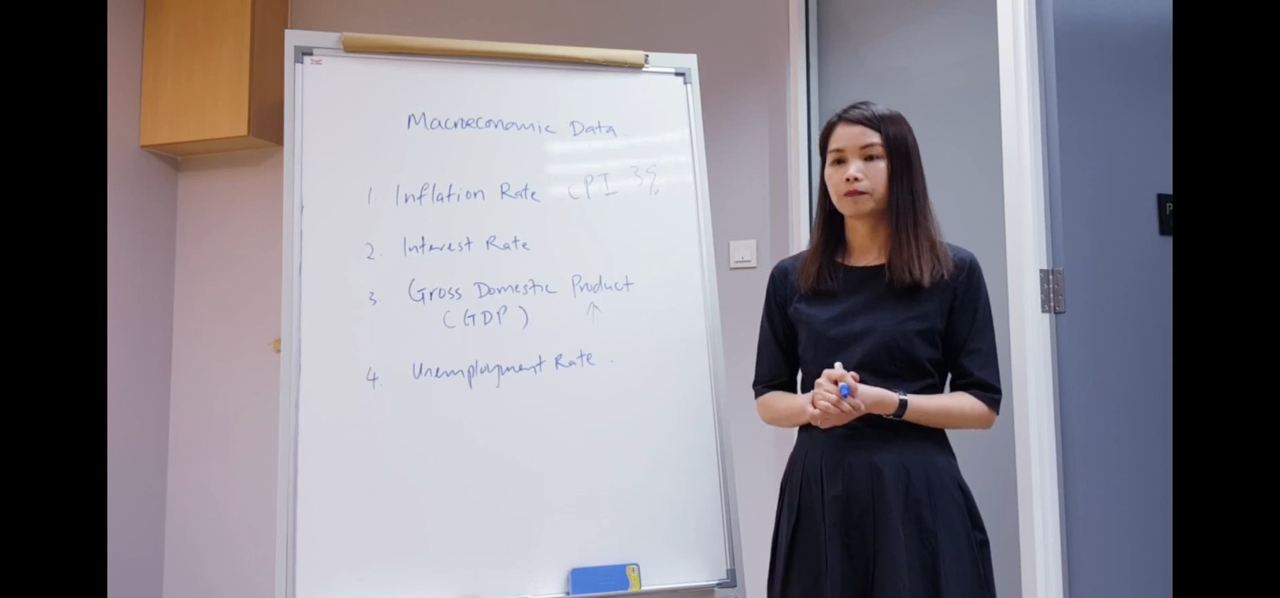 Macroeconomic Data
1. Inflation Rate CPI 3%
2. Interest Rate
3. Gross Domestic Product
(GDP) ↑
4. Unemployment Rate.
P